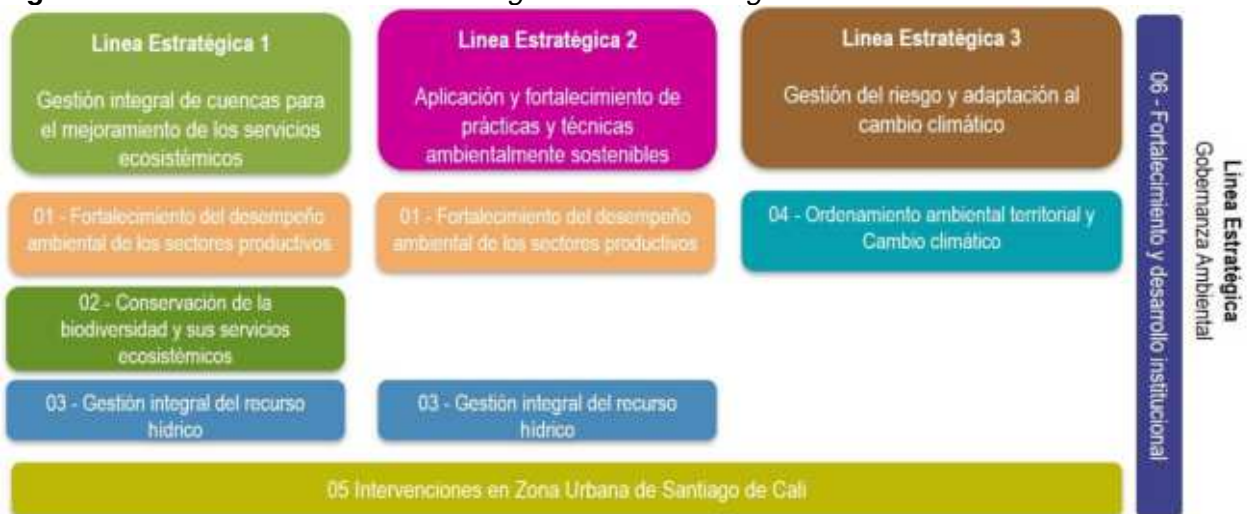 Linea Estratégica 1
Gestión integral de cuencas para
el mejoramiento de los servicios
ecosistémicos
Linea Estratégica 2
Aplicación y fortalecimiento de
prácticas y técnicas
ambientalmente sostenibles
Linea Estratégica 3
Gestión del riesgo y adaptación al
cambio climático
01 - Fortalecimiento del desempeño
ambiental de los sectores productivos
01 - Fortalecimiento del desempeño
ambiental de los sectores productivos
04 - Ordenamiento ambiental territorial y
Cambio climático
02 - Conservación de la
biodiversidad y sus servicios
ecosistémicos
03 - Gestión integral del recurso
hídrico
03 - Gestión integral del recurso
hídrico
05 Intervenciones en Zona Urbana de Santiago de Cali
06 - Fortalecimiento y desarrollo institucional
Linea Estratégica
Gobernanza Ambiental